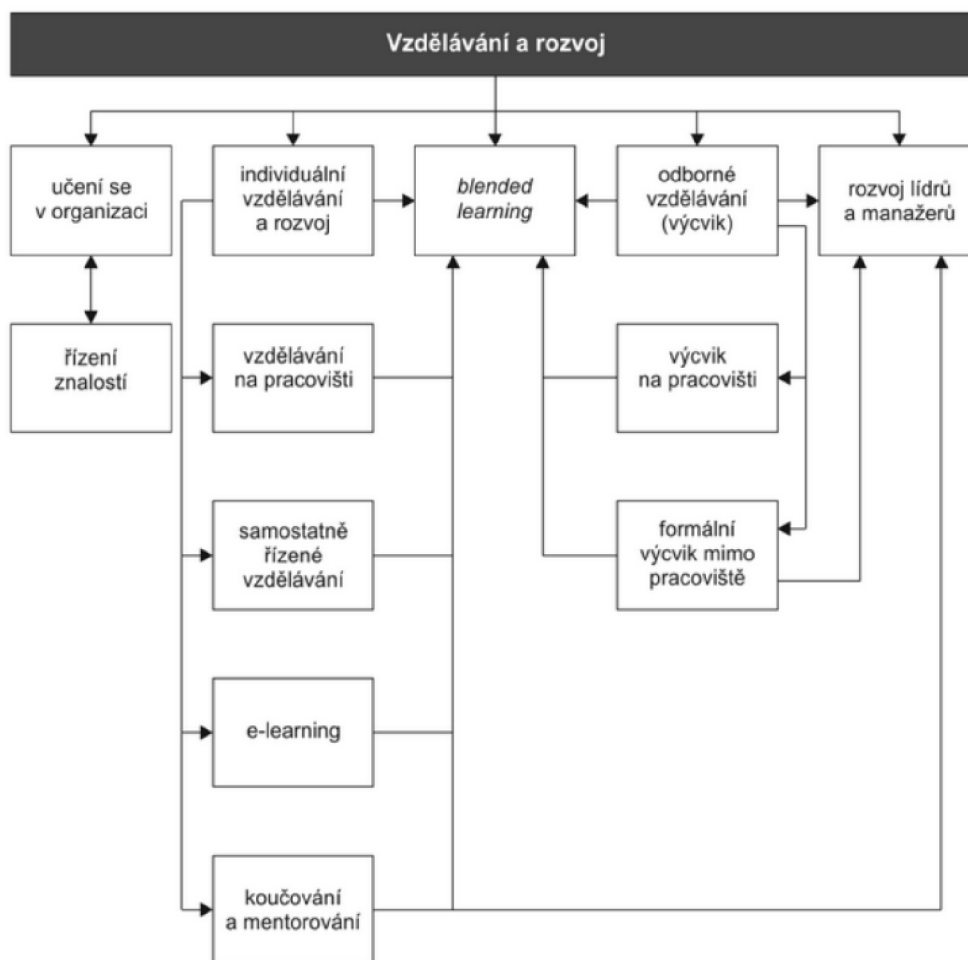 Vzdělávání a rozvoj
učení se
v organizaci
individuální
vzdělávání
a rozvoj
blended
learning
odborné
vzdělávání
(výcvik)
rozvoj lídrů
a manažerů
řízení
znalostí
vzdělávání
na pracovišti
výcvik
na pracovišti
samostatně
řízené
vzdělávání
formální
výcvik mimo
pracoviště
e-learning
koučování
a mentorování